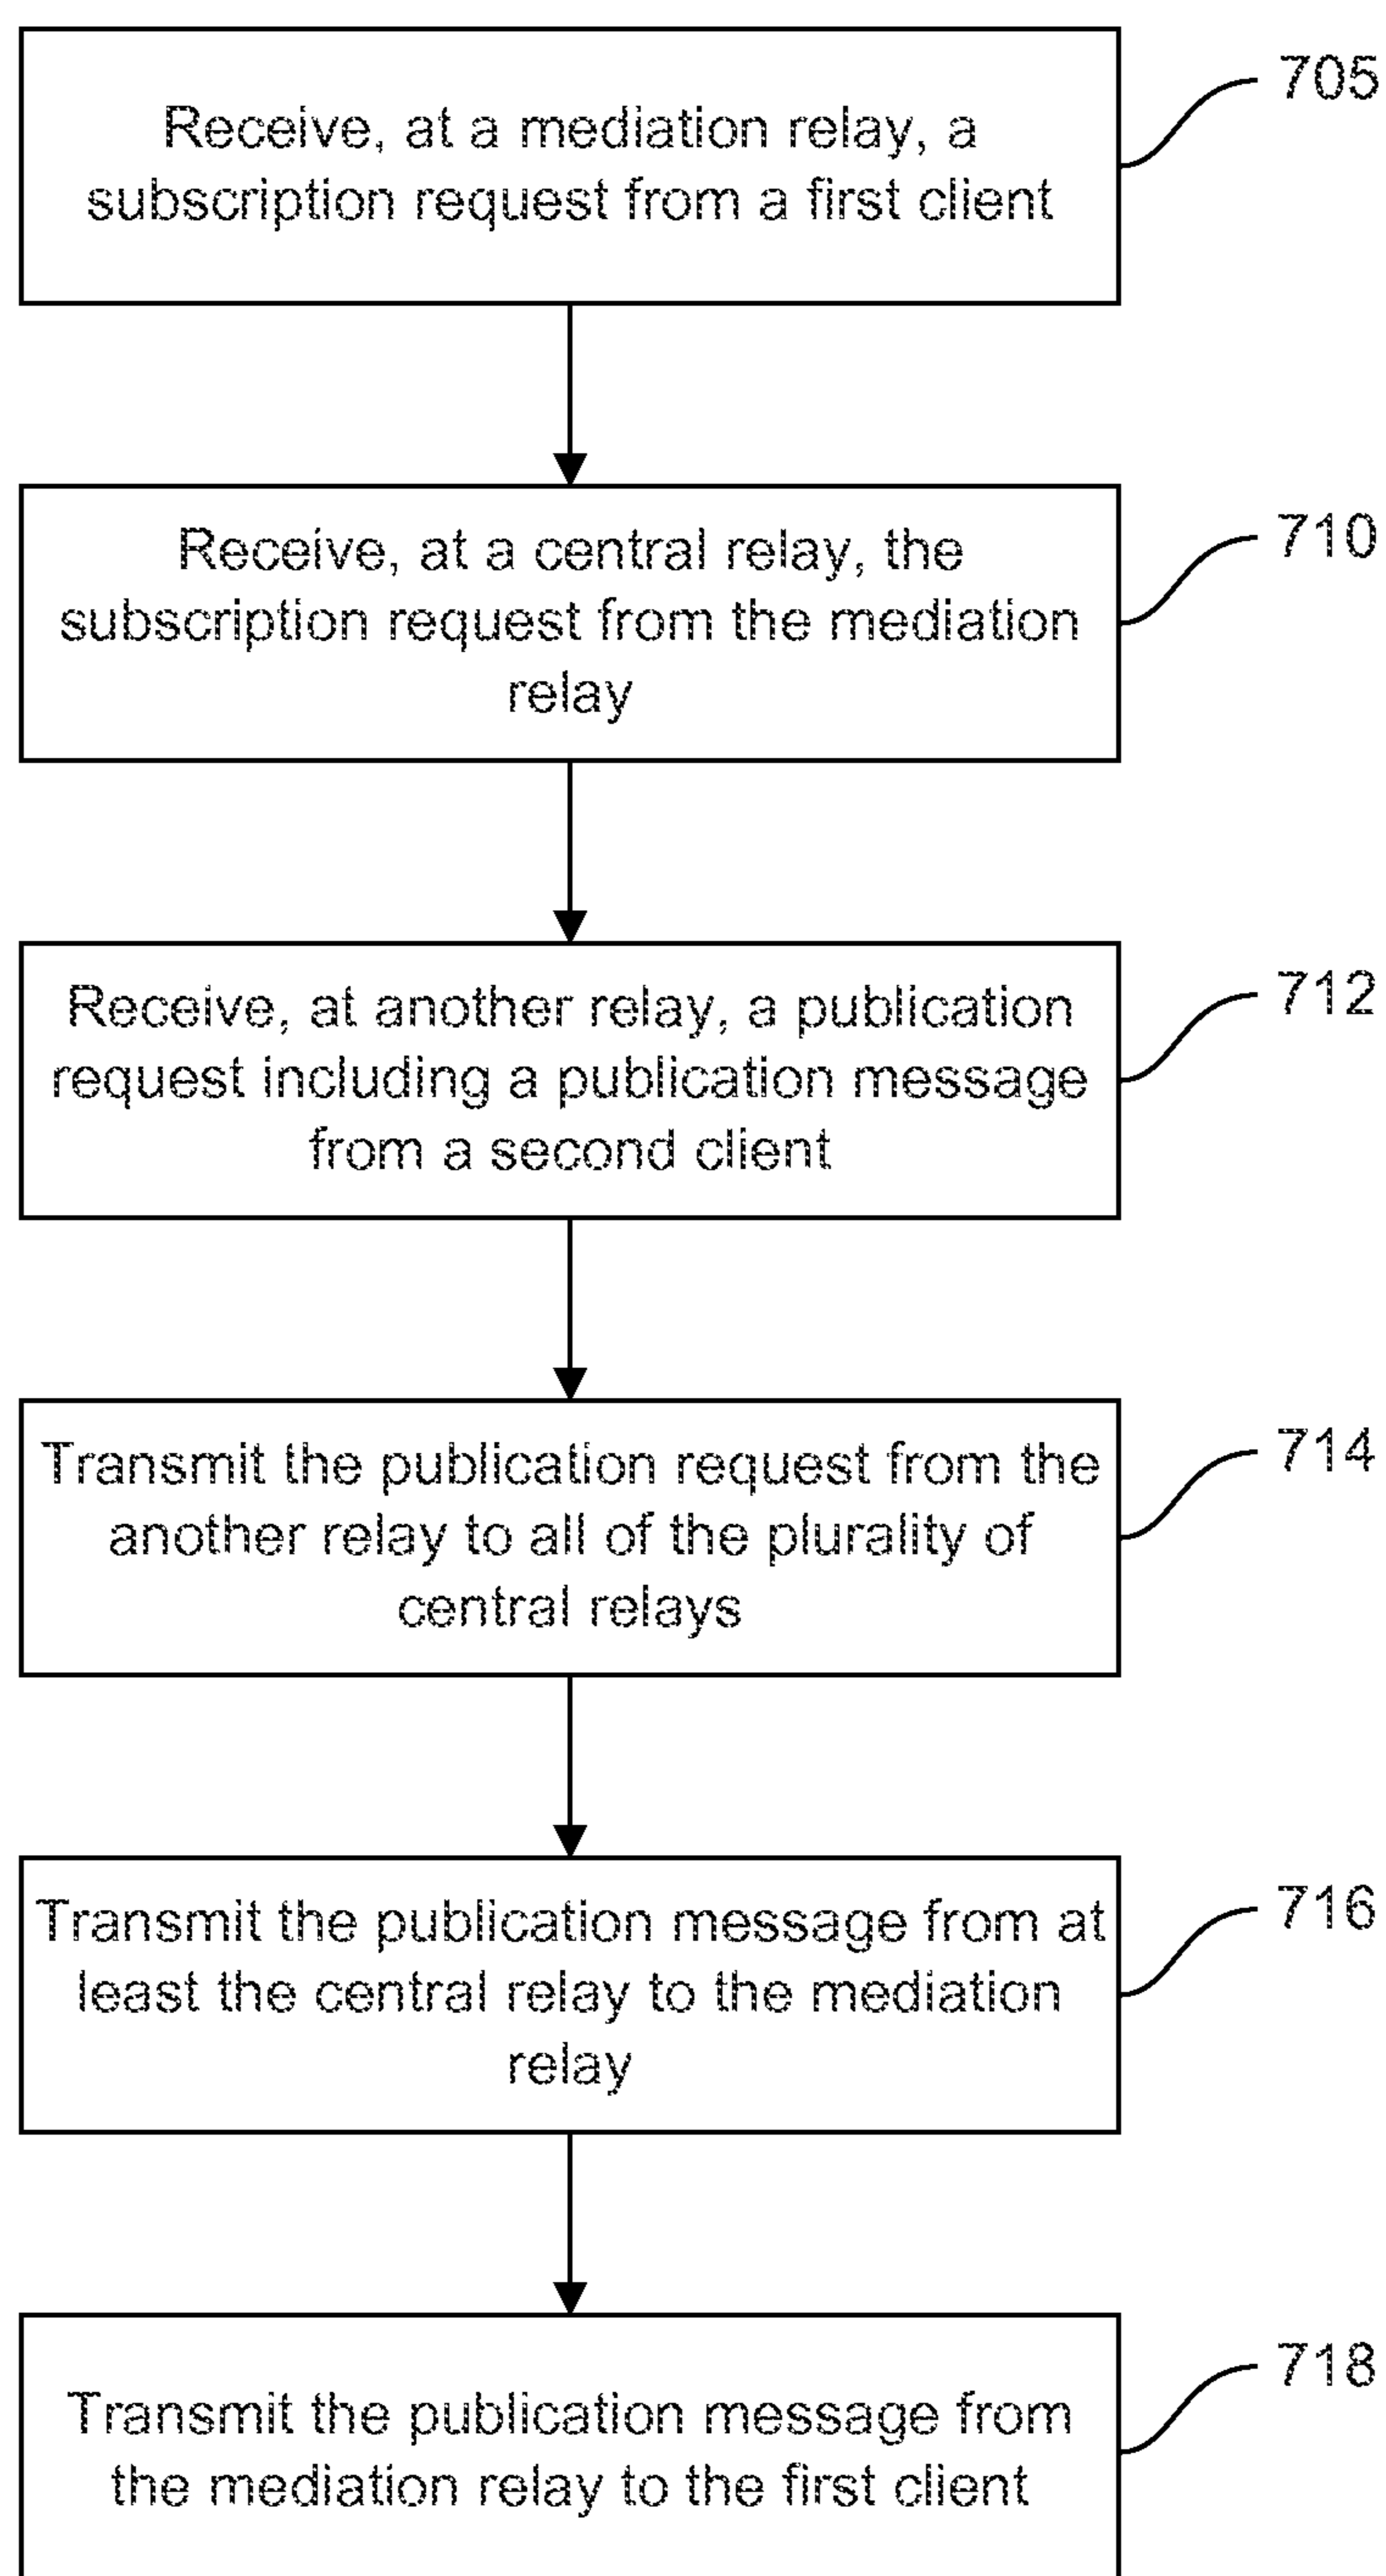 Receive, at a mediation relay, a
subscription request from a first client
705
Receive, at a central relay, the
subscription request from the mediation
relay
710
Receive, at another relay, a publication
request including a publication message
from a second client
712
Transmit the publication request from the
another relay to all of the plurality of
central relays
714
Transmit the publication message from at
least the central relay to the mediation
relay
716
Transmit the publication message from
the mediation relay to the first client
718